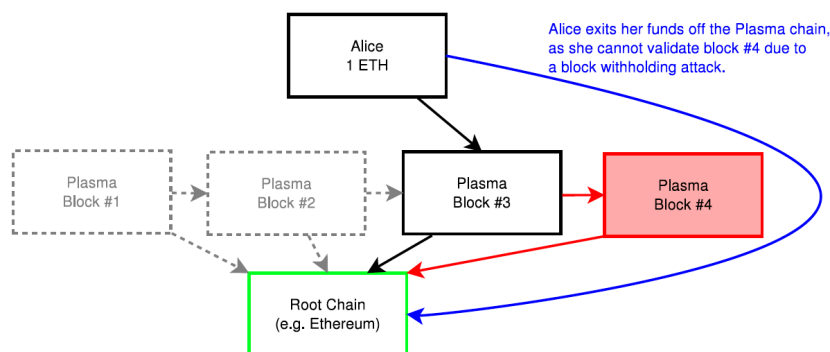 Alice
1 ETH
Alice exits her funds off the Plasma chain,
as she cannot validate block #4 due to
a block withholding attack.
Plasma
Block #1
Plasma
Block #2
Plasma
Block #3
Plasma
Block #4
Root Chain
(e.g. Ethereum)